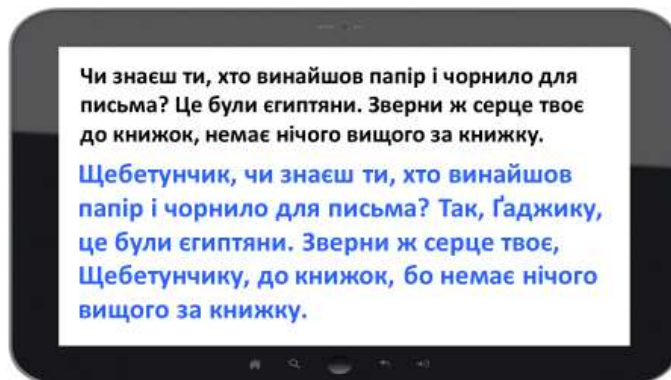 Чи знаєш ти, хто винайшов папір і чорнило для
письма? Це були єгиптяни. Зверни ж серце твоє
до книжок, немає нічого вищого за книжку.
Щебетунчик, чи знаєш ти, хто винайшов
папір і чорнило для письма? Так, Ґаджику,
це були єгиптяни. Зверни ж серце твоє,
Щебетунчику, до книжок, бо немає нічого
вищого за книжку.